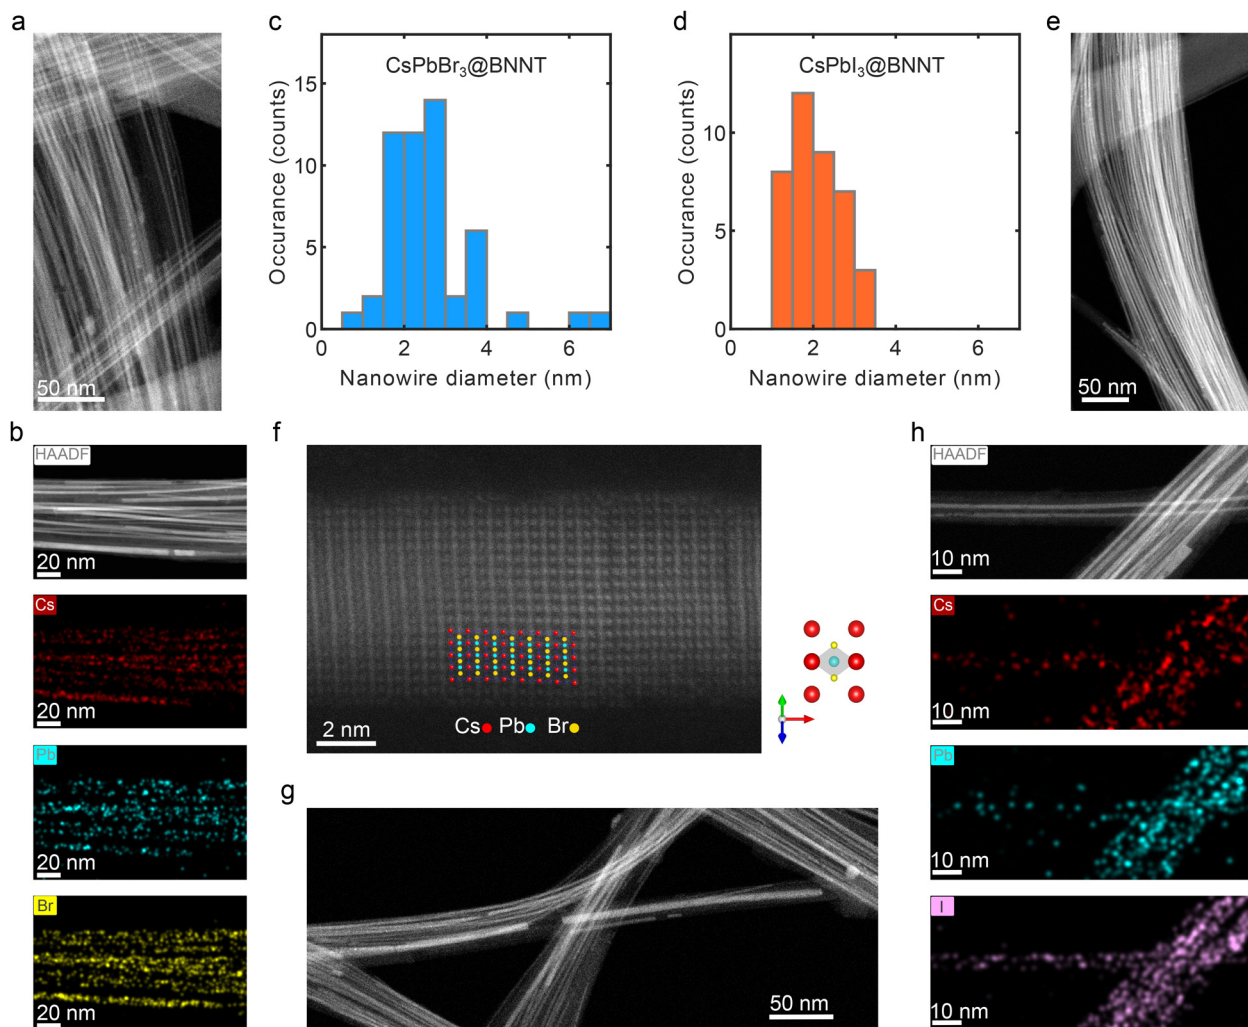 a
50 nm
c
CsPbBr₃@BNNT
15
10
5
0
Occurance (counts)
0 2 4 6
Nanowire diameter (nm)
d
CsPbI₃@BNNT
10
5
0
Occurance (counts)
0 2 4 6
Nanowire diameter (nm)
e
50 nm
b
HAADF
20 nm
Cs
20 nm
Pb
20 nm
Br
20 nm
f
Cs Pb Br
2 nm
g
50 nm
h
HAADF
10 nm
Cs
10 nm
Pb
10 nm
I
10 nm